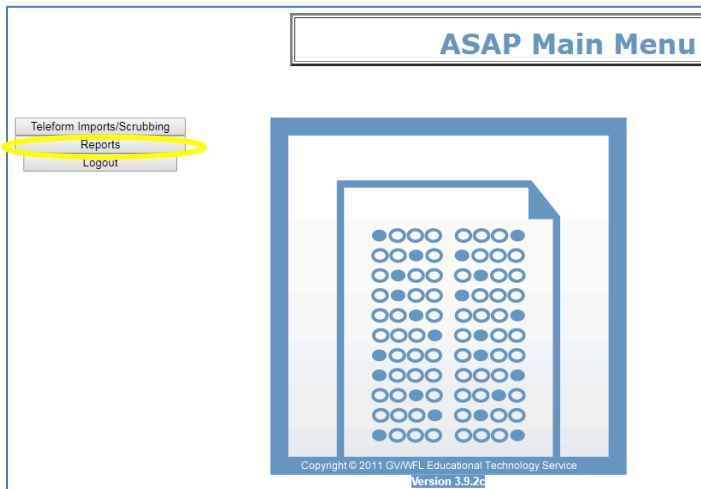 ASAP Main Menu
Teleform Imports/Scrubbing
Reports
Logout
Copyright © 2011 GV/WFL Educational Technology Service
Version 3.9.2c